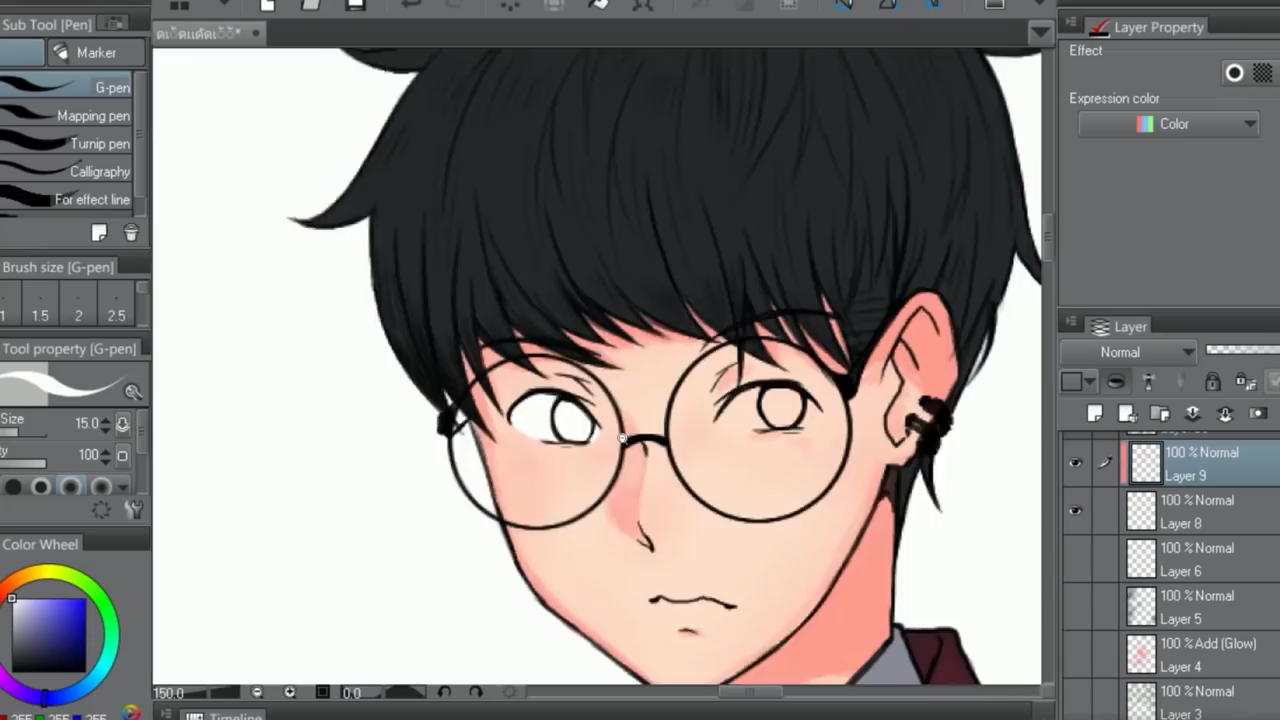 Sub Tool [Pen]
Marker
G-pen
Mapping pen
Turnip pen
Calligraphy
For effect line
Brush size [G-pen]
1 1.5 2 2.5
Tool property [G-pen]
Size 15.0
100
Color Wheel
150.0 0.0
Timeline
Layer Property
Effect
Expression color
Color
Layer
Normal
100 % Normal
Layer 9
100 % Normal
Layer 8
100 % Normal
Layer 6
100 % Normal
Layer 5
100 % Add (Glow)
Layer 4
100 % Normal
Layer 3